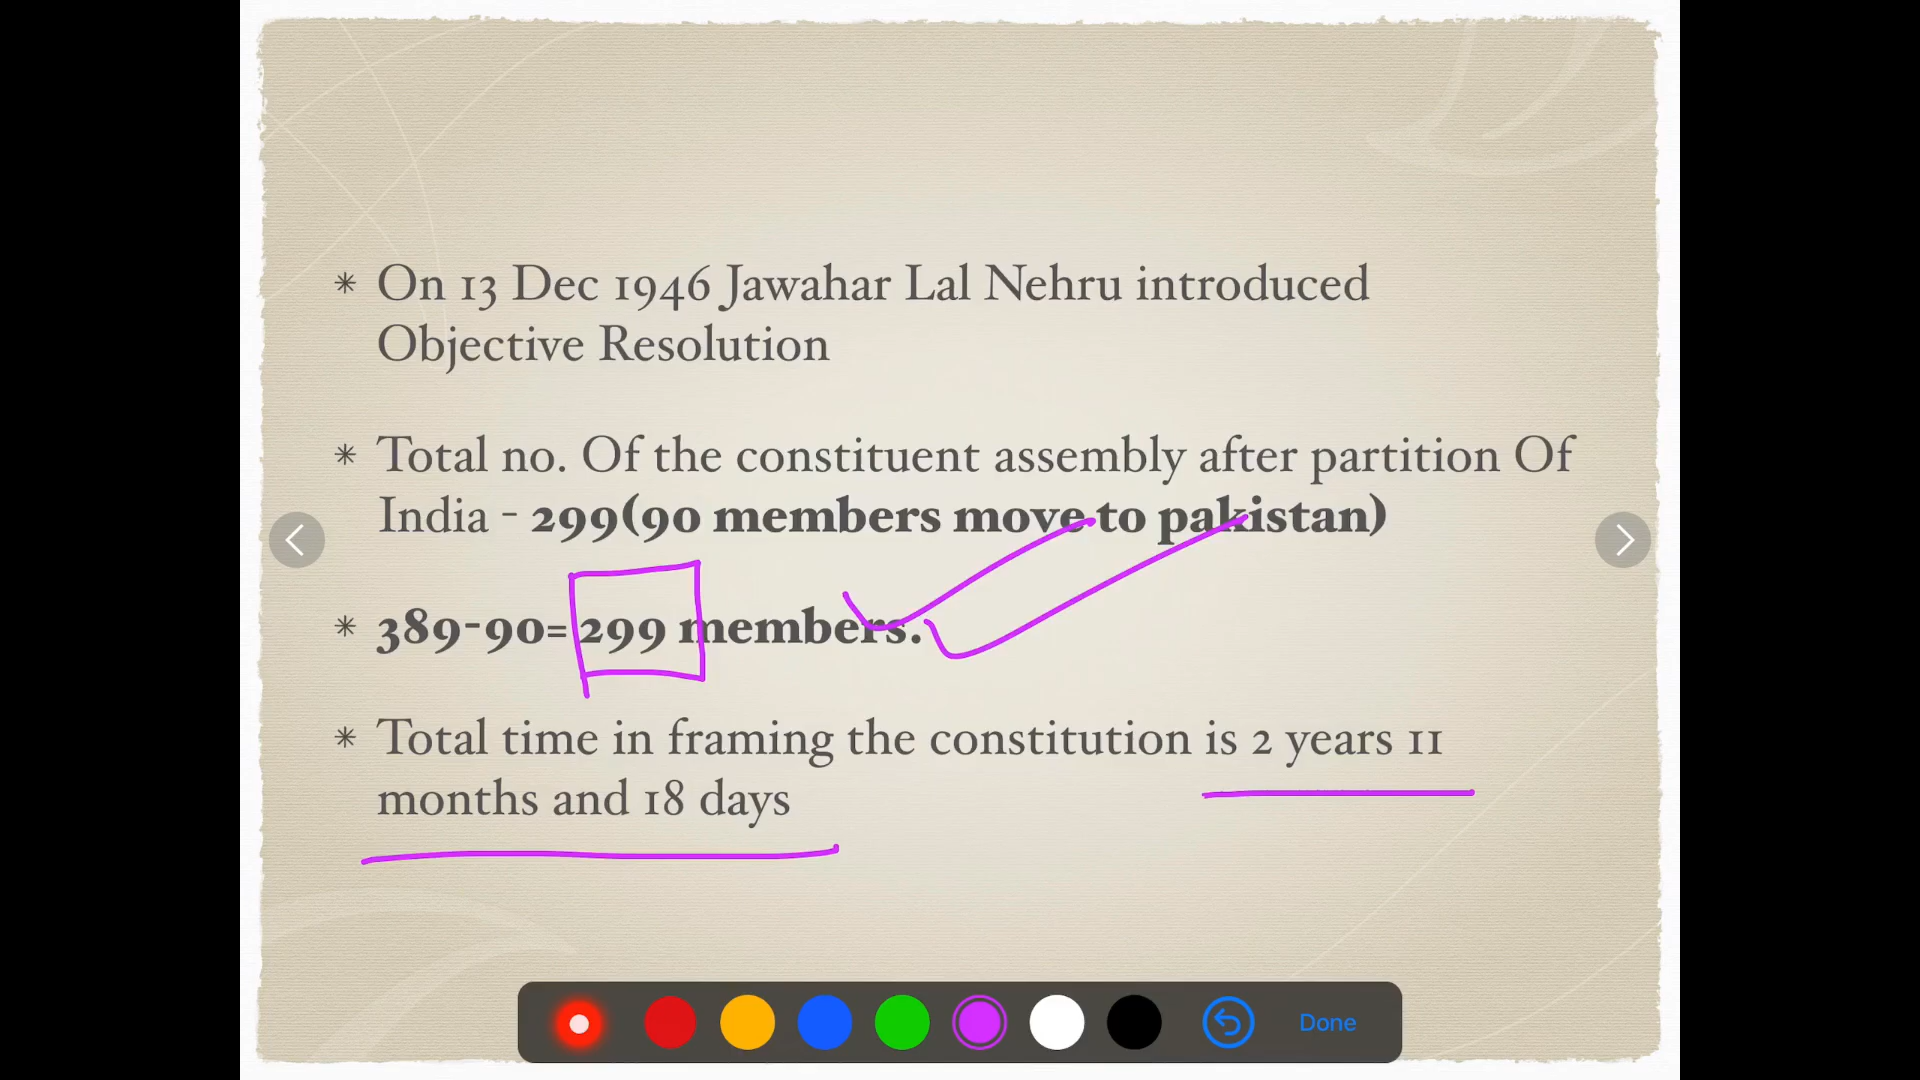 * On 13 Dec 1946 Jawahar Lal Nehru introduced
Objective Resolution
* Total no. Of the constituent assembly after partition Of
India - 299(90 members move to pakistan)
* 389-90= 299 members.
* Total time in framing the constitution is 2 years 11
months and 18 days
Done